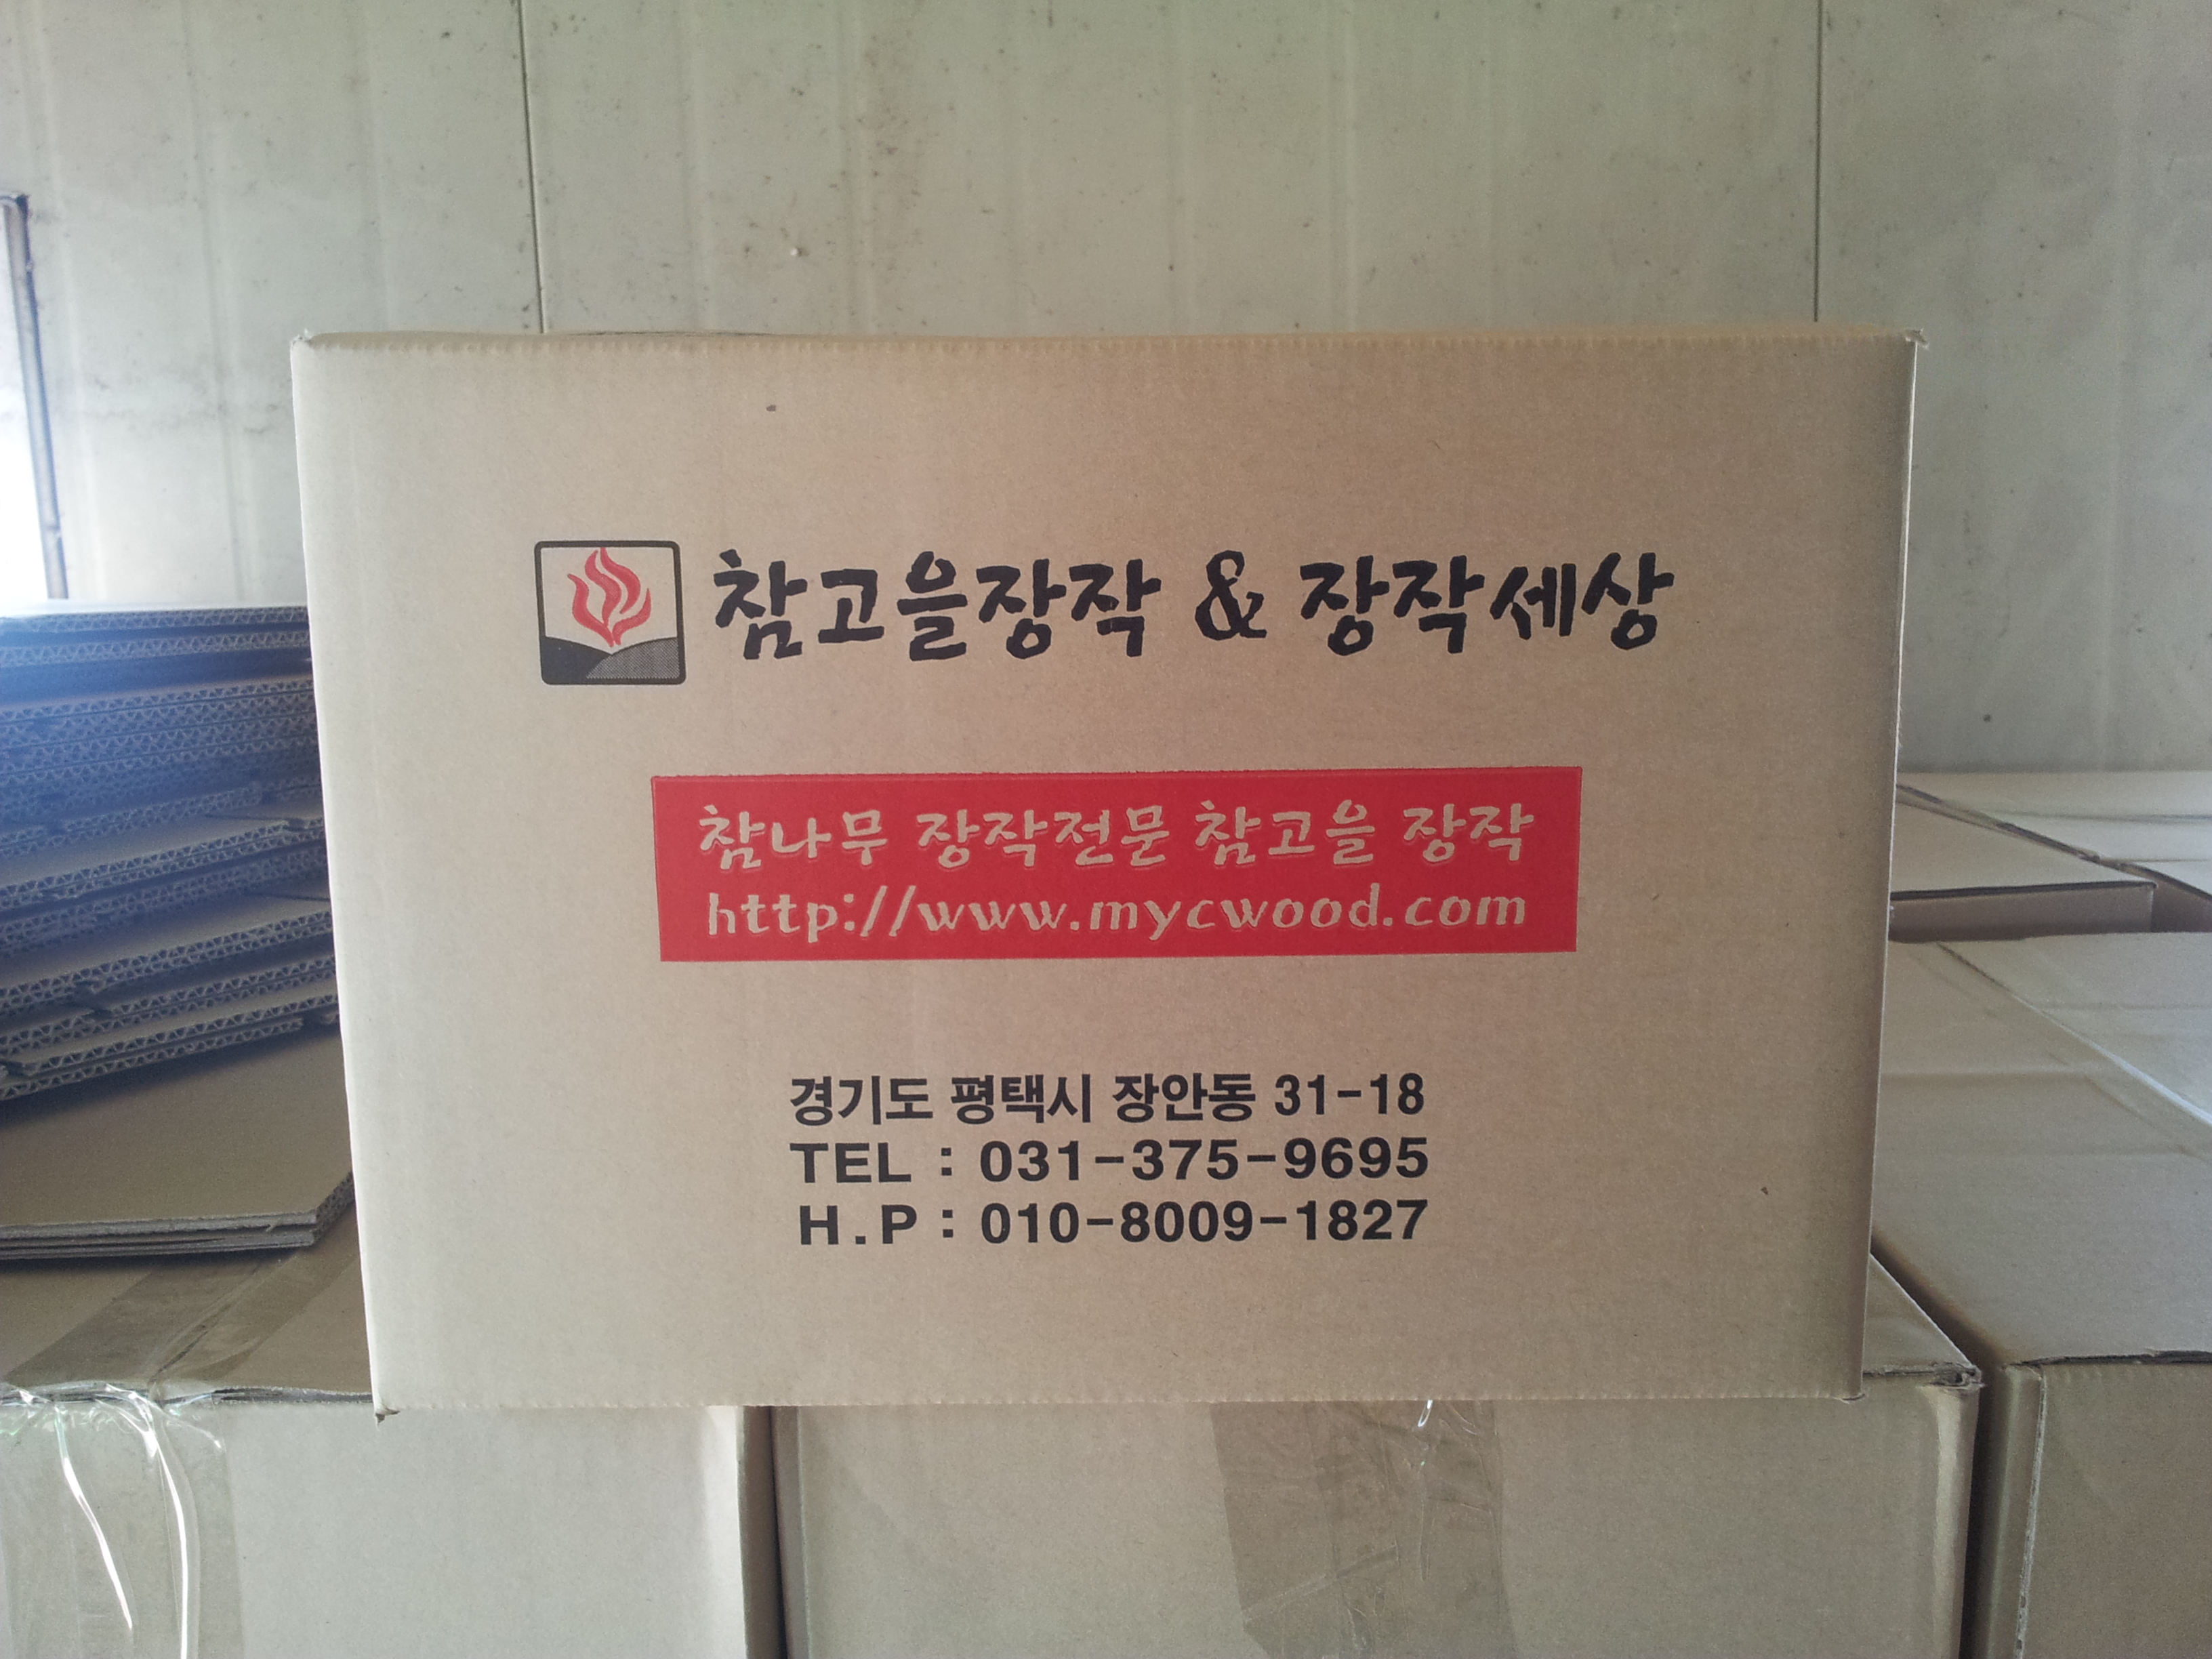 참고을장작 & 장작세상
참나무 장작전문 참고을 장작
http://www.mycwood.com
경기도 평택시 장안동 31-18
TEL : 031-375-9695
H.P : 010-8009-1827